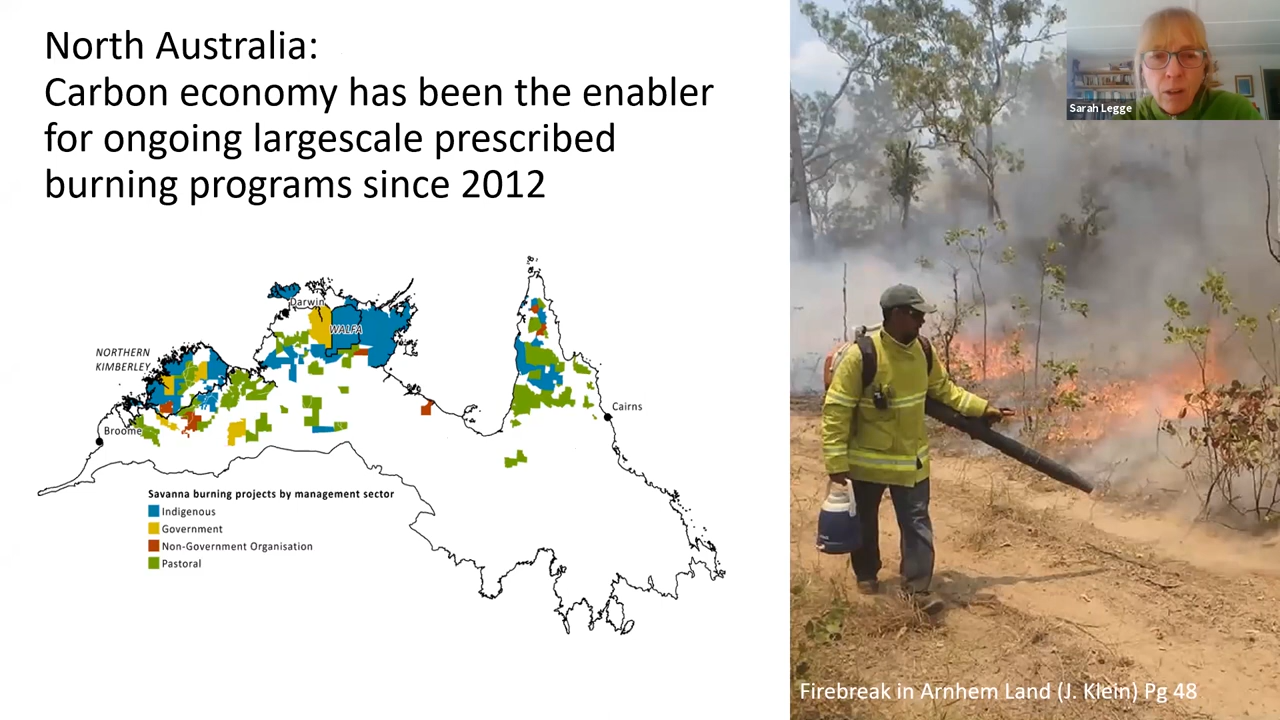 North Australia:
Carbon economy has been the enabler
for ongoing largescale prescribed
burning programs since 2012
Sarah Legge
Darwin
WALFA
NORTHERN
KIMBERLEY
Broome
Cairns
Savanna burning projects by management sector
Indigenous
Government
Non-Government Organisation
Pastoral
Firebreak in Arnhem Land (J. Klein) Pg 48